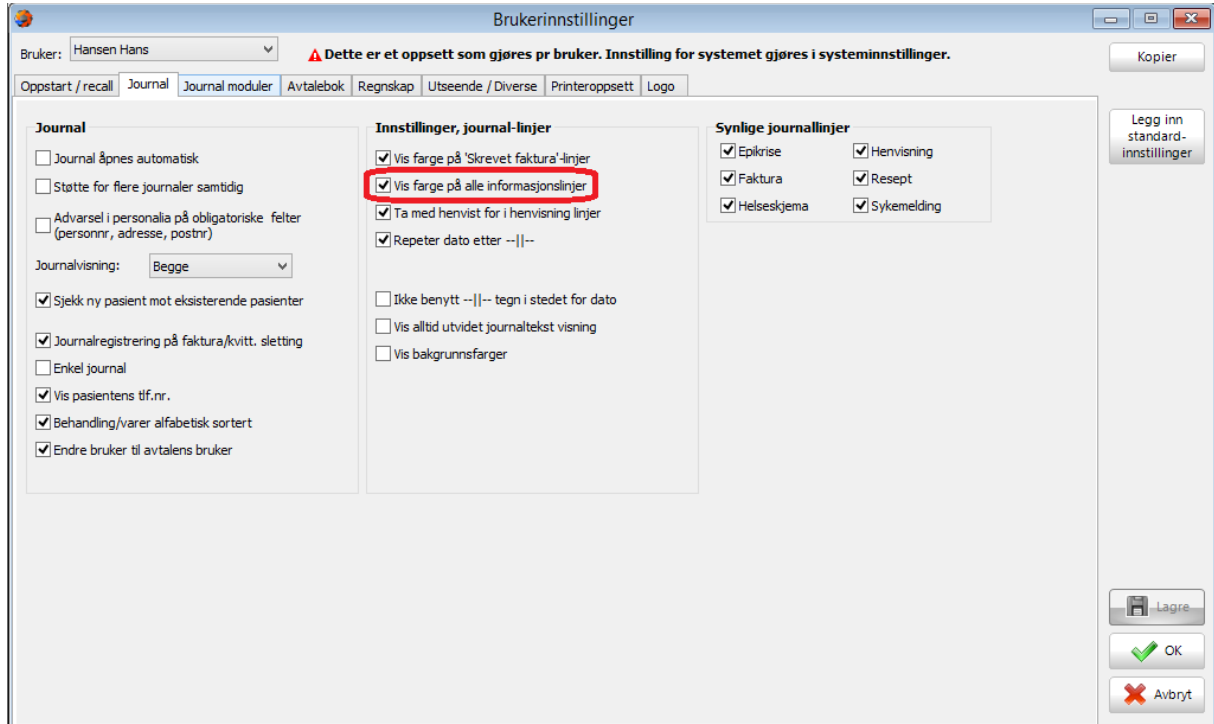 Brukerinnstillinger
Bruker: Hansen Hans
Dette er et oppsett som gjøres pr bruker. Innstilling for systemet gjøres i systeminnstillinger.
Kopier
Oppstart / recall Journal Journal moduler Avtalebok Regnskap Utseende / Diverse Printeroppsett Logo
Legg inn
standard-
innstillinger
Journal
Journal åpnes automatisk
Støtte for flere journaler samtidig
Advarsel i personalia på obligatoriske felter
(personnr, adresse, postnr)
Journalvisning: Begge
Sjekk ny pasient mot eksisterende pasienter
Journalregistrering på faktura/kvitt. sletting
Enkel journal
Vis pasientens tlf.nr.
Behandling/varer alfabetisk sortert
Endre bruker til avtalens bruker
Innstillinger, journal-linjer
Vis farge på 'Skrevet faktura'-linjer
Vis farge på alle informasjonslinjer
Ta med henvist for i henvisning linjer
Repeter dato etter --||--
Ikke benytt --||-- tegn i stedet for dato
Vis alltid utvidet journaltekst visning
Vis bakgrunnsfarger
Synlige journallinjer
Epikrise Henvisning
Faktura Resept
Helseskjema Sykemelding
Lagre
OK
Avbryt